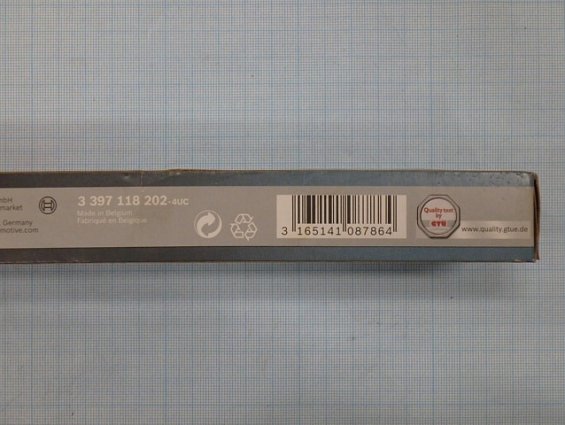 mbH
market
Germany
motive.com
3 397 118 202-4UC
Made in Belgium
Fabriqué en Belgique
3 165141 087864
Quality test
by
GTÜ
www.quality.gtue.de